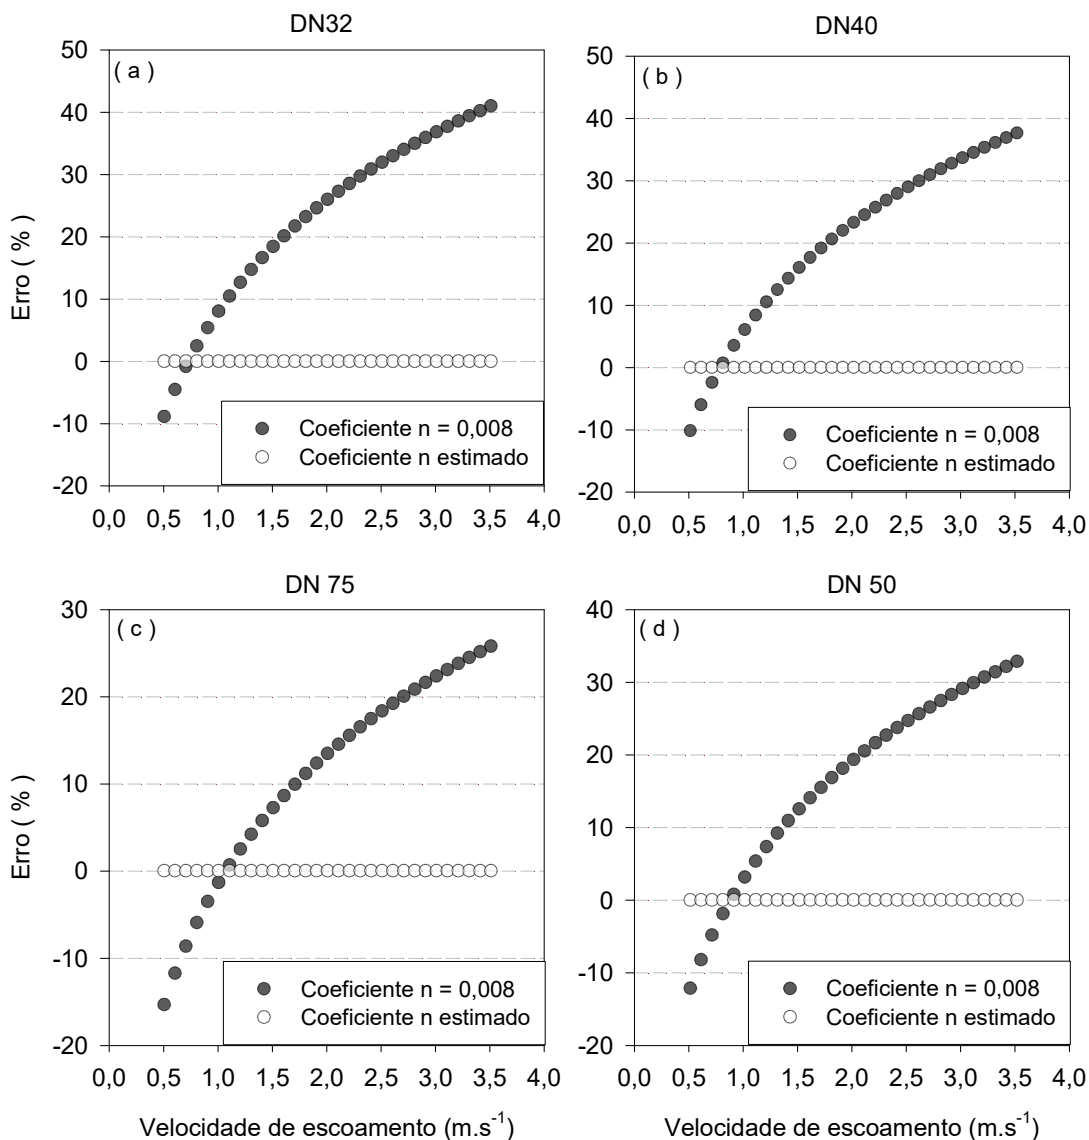 DN32
( a )
50
40
30
20
10
0
-10
-20
Erro ( % )
Coeficiente n = 0,008
Coeficiente n estimado
0,0 0,5 1,0 1,5 2,0 2,5 3,0 3,5 4,0
DN40
( b )
50
40
30
20
10
0
-10
-20
Coeficiente n = 0,008
Coeficiente n estimado
0,0 0,5 1,0 1,5 2,0 2,5 3,0 3,5 4,0
DN 75
( c )
30
20
10
0
-10
-20
Erro ( % )
Coeficiente n = 0,008
Coeficiente n estimado
0,0 0,5 1,0 1,5 2,0 2,5 3,0 3,5 4,0
Velocidade de escoamento (m.s⁻¹)
DN 50
( d )
40
30
20
10
0
-10
-20
Coeficiente n = 0,008
Coeficiente n estimado
0,0 0,5 1,0 1,5 2,0 2,5 3,0 3,5 4,0
Velocidade de escoamento (m.s⁻¹)